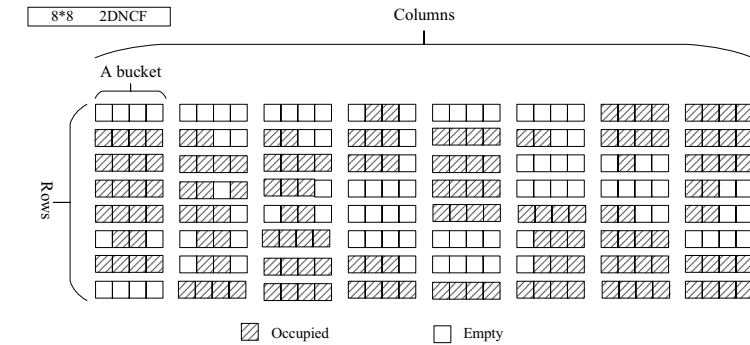 8*8 2DNCF
Columns
A bucket
Rows
Occupied
Empty